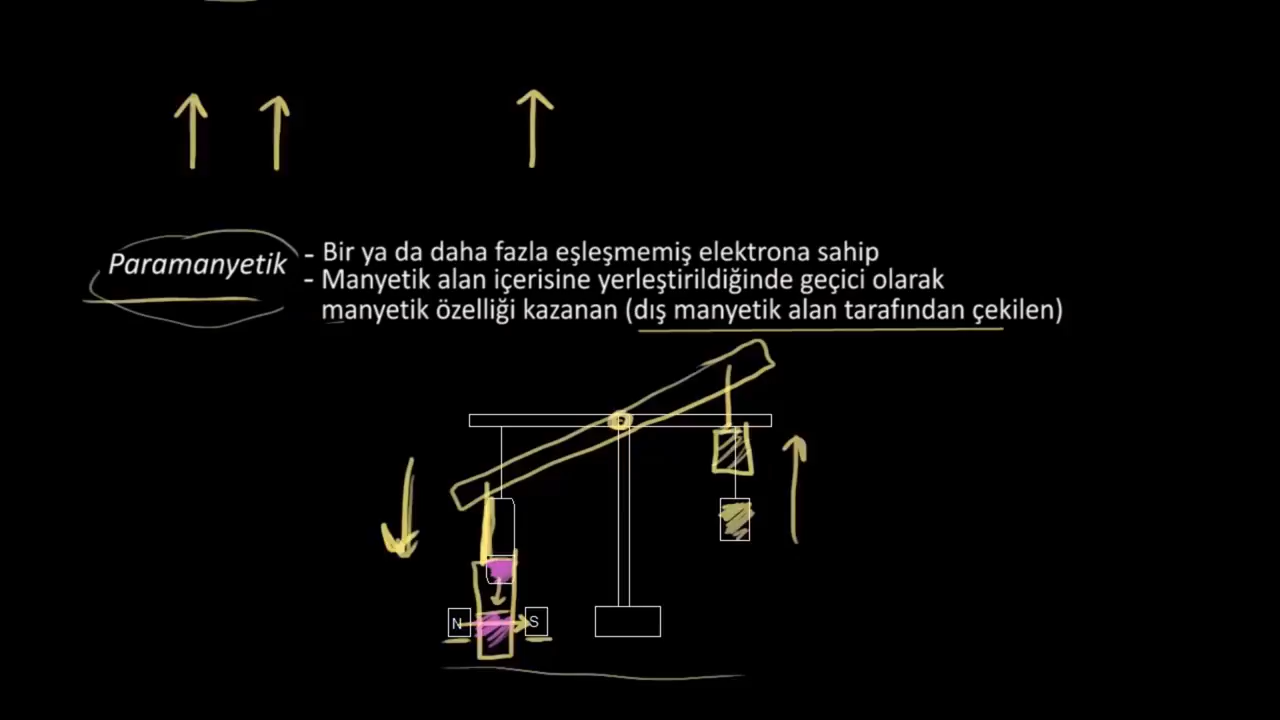 Paramanyetik
- Bir ya da daha fazla eşleşmemiş elektrona sahip
- Manyetik alan içerisine yerleştirildiğinde geçici olarak
manyetik özelliği kazanan (dış manyetik alan tarafından çekilen)
N S